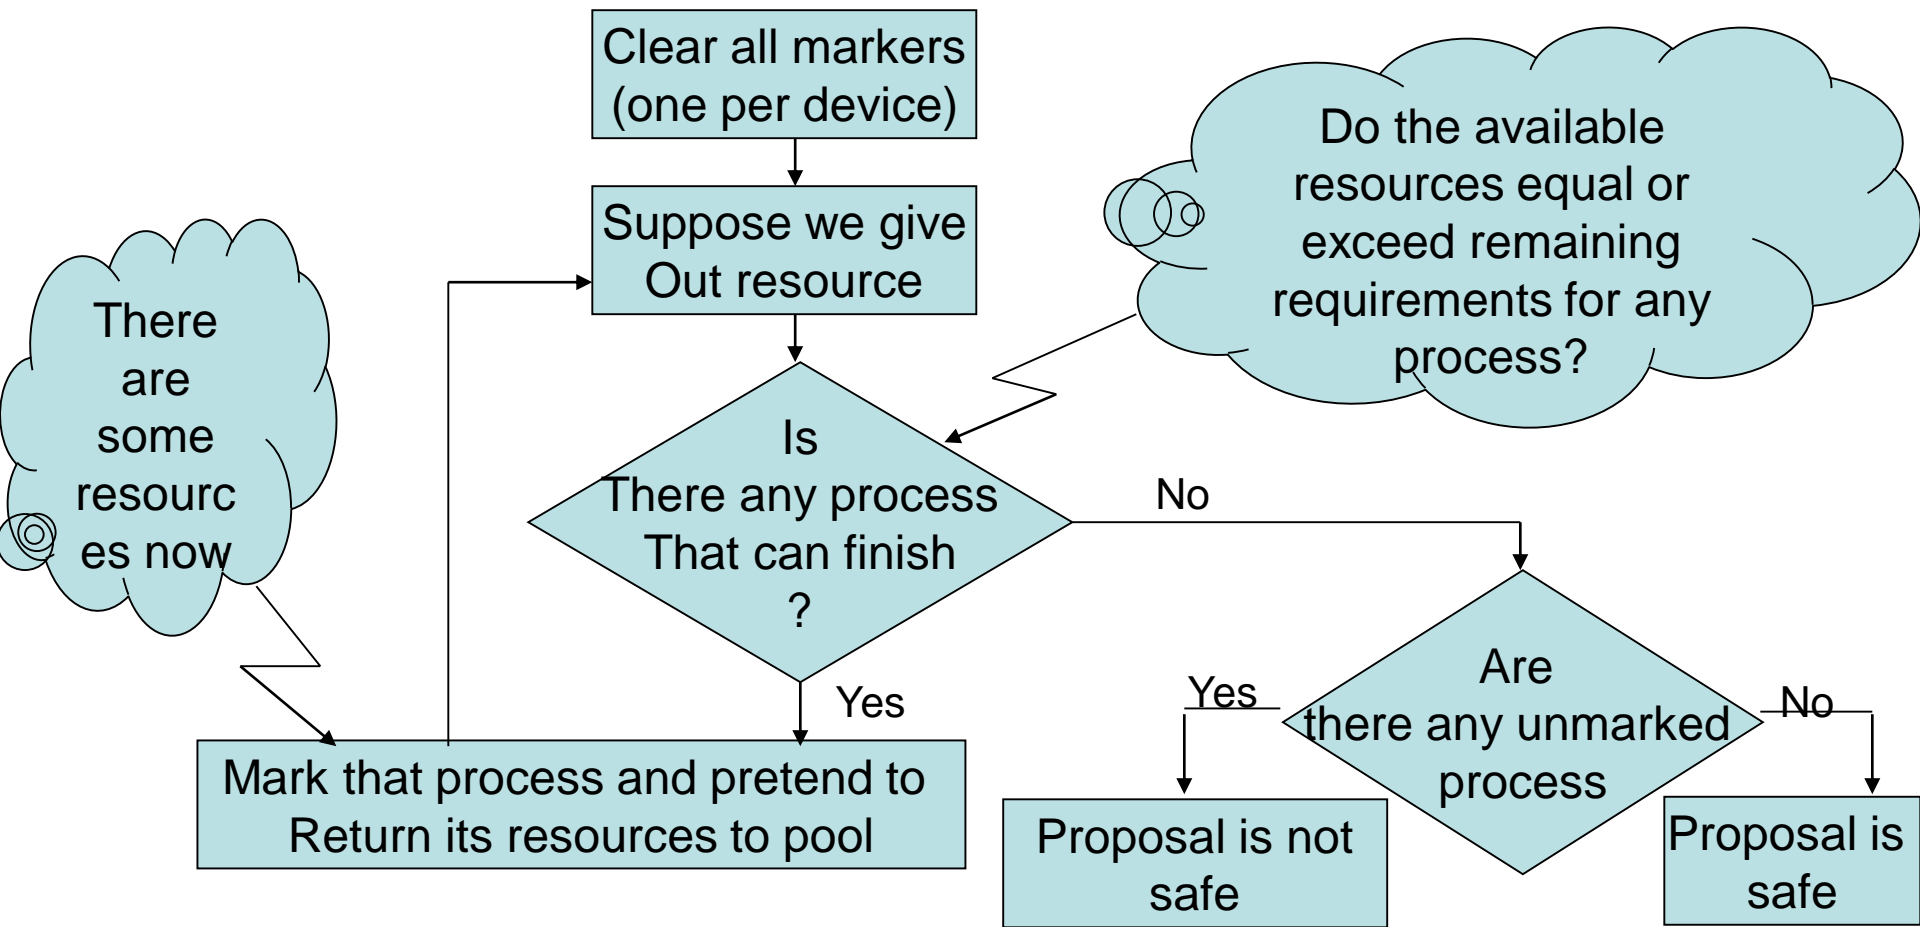 Clear all markers
(one per device)
Suppose we give
Out resource
Do the available
resources equal or
exceed remaining
requirements for any
process?
There
are
some
resourc
es now
Is
There any process
That can finish
?
No
Yes
Mark that process and pretend to
Return its resources to pool
Are
there any unmarked
process
Yes
No
Proposal is not
safe
Proposal is
safe